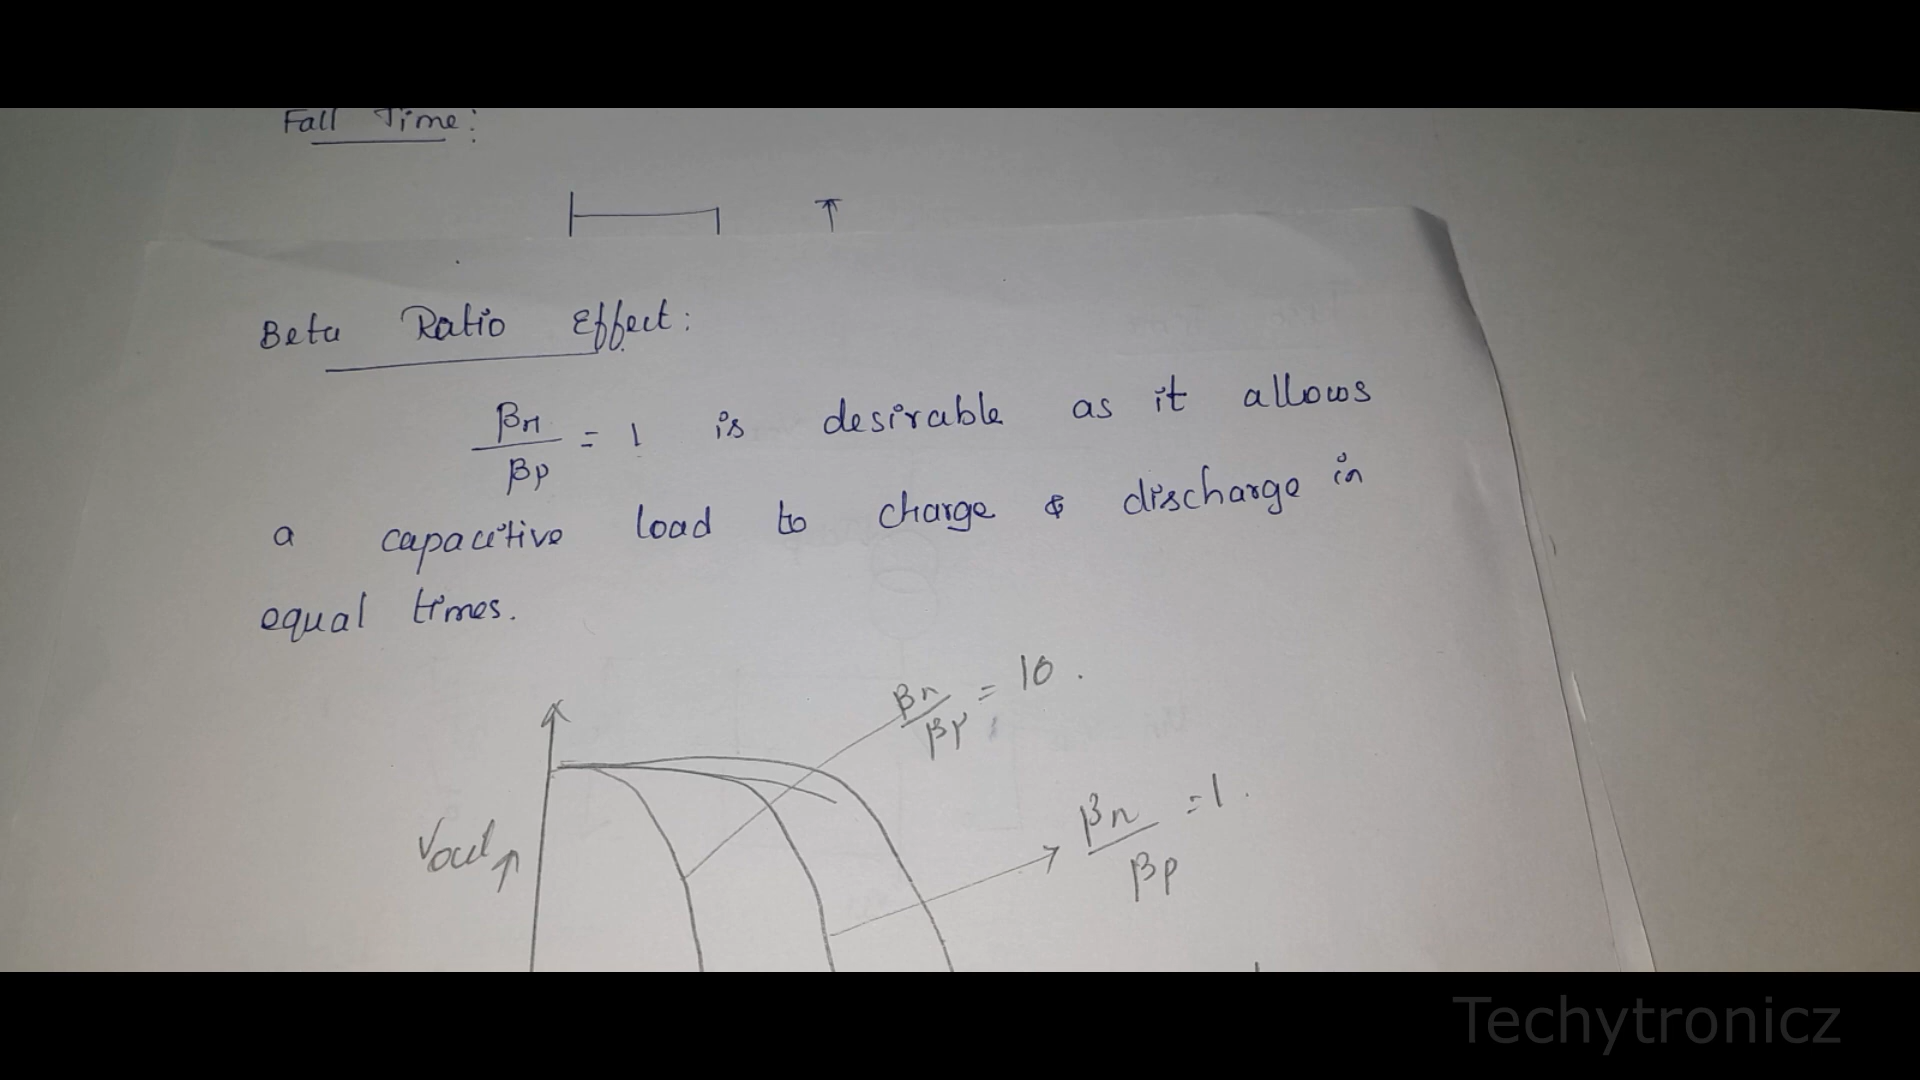 Fall Time:
Beta Ratio Effect:
βn/βp = 1 is desirable as it allows
a capacitive load to charge & discharge in
equal times.
βn/βp = 10.
βn/βp = 1.
Vout
Techytronicz